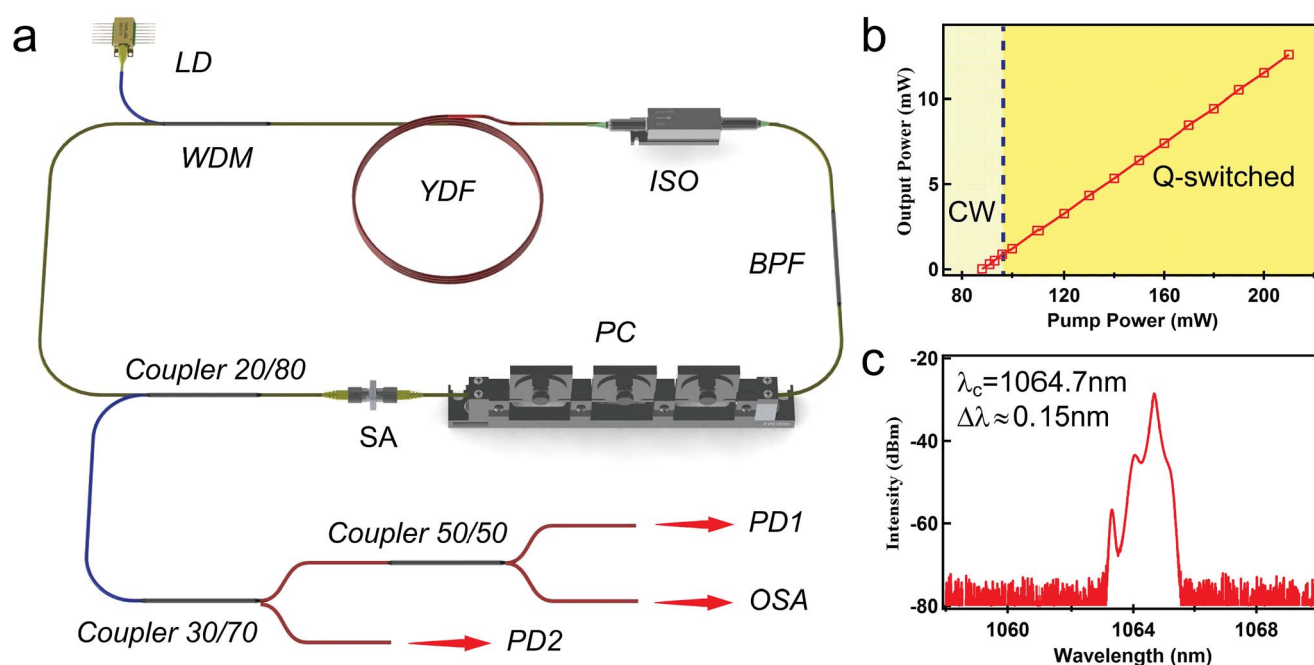 a
LD
WDM
YDF
ISO
BPF
PC
Coupler 20/80
SA
Coupler 50/50
PD1
OSA
Coupler 30/70
PD2
b
Output Power (mW)
10
5
0
CW
Q-switched
80
120
160
200
Pump Power (mW)
c
Intensity (dBm)
-20
-40
-60
-80
λc=1064.7nm
Δλ≈0.15nm
1060
1064
1068
Wavelength (nm)